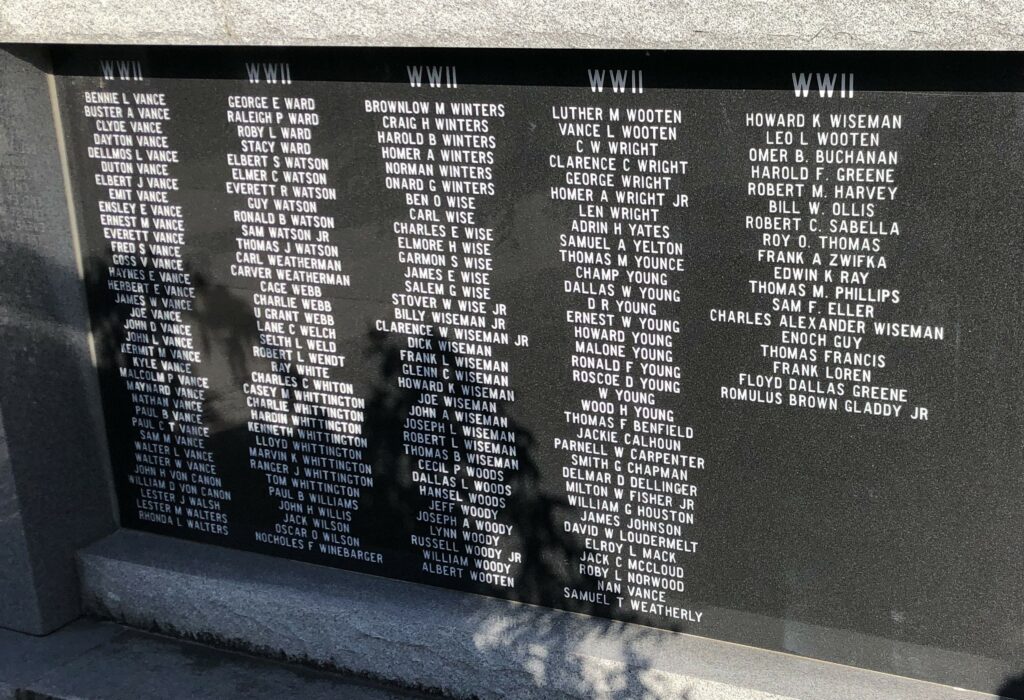 WWII
BENNIE L VANCE
BUSTER A VANCE
CLYDE VANCE
DAYTON VANCE
DELLMOS L VANCE
DUTON VANCE
ELBERT J VANCE
EMIT VANCE
ENSLEY E VANCE
ERNEST M VANCE
EVERETT VANCE
FRED S VANCE
GOSS V VANCE
HAYNES E VANCE
HERBERT E VANCE
JAMES W VANCE
JOE VANCE
JOHN D VANCE
JOHN L VANCE
KERMIT M VANCE
KYLE VANCE
MALCOLM P VANCE
MAYNARD VANCE
NATHAN VANCE
PAUL B VANCE
PAUL C T VANCE
SAM M VANCE
WALTER L VANCE
WALTER W VANCE
JOHN H VON CANON
WILLIAM D VON CANON
LESTER J WALSH
LESTER M WALTERS
RHONDA L WALTERS
WWII
GEORGE E WARD
RALEIGH P WARD
ROBY L WARD
STACY WARD
ELBERT S WATSON
ELMER C WATSON
EVERETT R WATSON
GUY WATSON
RONALD B WATSON
SAM WATSON JR
THOMAS J WATSON
CARL WEATHERMAN
CARVER WEATHERMAN
CAGE WEBB
CHARLIE WEBB
U GRANT WEBB
LANE C WELCH
SELTH L WELD
ROBERT L WENDT
RAY WHITE
CHARLES C WHITON
CASEY M WHITTINGTON
CHARLIE WHITTINGTON
HARDIN WHITTINGTON
KENNETH WHITTINGTON
LLOYD WHITTINGTON
MARVIN K WHITTINGTON
RANGER J WHITTINGTON
TOM WHITTINGTON
PAUL B WILLIAMS
JOHN H WILLIS
JACK WILSON
OSCAR O WILSON
NOCHOLES F WINEBARGER
WWII
BROWNLOW M WINTERS
CRAIG H WINTERS
HAROLD B WINTERS
HOMER A WINTERS
NORMAN WINTERS
ONARD G WINTERS
BEN O WISE
CARL WISE
CHARLES E WISE
ELMORE H WISE
GARMON S WISE
JAMES E WISE
SALEM G WISE
STOVER W WISE JR
BILLY WISEMAN JR
CLARENCE W WISEMAN JR
DICK WISEMAN
FRANK L WISEMAN
GLENN C WISEMAN
HOWARD K WISEMAN
JOE WISEMAN
JOHN A WISEMAN
JOSEPH L WISEMAN
ROBERT L WISEMAN
THOMAS B WISEMAN
CECIL P WOODS
DALLAS L WOODS
HANSEL WOODY
JEFF WOODY
JOSEPH A WOODY
LYNN WOODY
RUSSELL WOODY JR
WILLIAM WOODY
ALBERT WOOTEN
WWII
LUTHER M WOOTEN
VANCE L WOOTEN
C W WRIGHT
CLARENCE C WRIGHT
GEORGE WRIGHT
HOMER A WRIGHT JR
LEN WRIGHT
ADRIN H YATES
SAMUEL A YELTON
THOMAS M YOUNCE
CHAMP YOUNG
DALLAS W YOUNG
D R YOUNG
ERNEST W YOUNG
HOWARD YOUNG
MALONE YOUNG
RONALD F YOUNG
ROSCOE D YOUNG
W YOUNG
WOOD H YOUNG
THOMAS F BENFIELD
JACKIE CALHOUN
PARNELL W CARPENTER
SMITH G CHAPMAN
DELMAR D DELLINGER
MILTON W FISHER JR
WILLIAM G HOUSTON
JAMES JOHNSON
DAVID W LOUDERMELT
ELROY L MACK
JACK C MCCLOUD
ROBY L NORWOOD
NAN VANCE
SAMUEL T WEATHERLY
WWII
HOWARD K WISEMAN
LEO L WOOTEN
OMER B. BUCHANAN
HAROLD F. GREENE
ROBERT M. HARVEY
BILL W. OLLIS
ROBERT C. SABELLA
ROY O. THOMAS
FRANK A ZWIFKA
EDWIN K RAY
THOMAS M. PHILLIPS
SAM F. ELLER
CHARLES ALEXANDER WISEMAN
ENOCH GUY
THOMAS FRANCIS
FRANK LOREN
FLOYD DALLAS GREENE
ROMULUS BROWN GLADDY JR